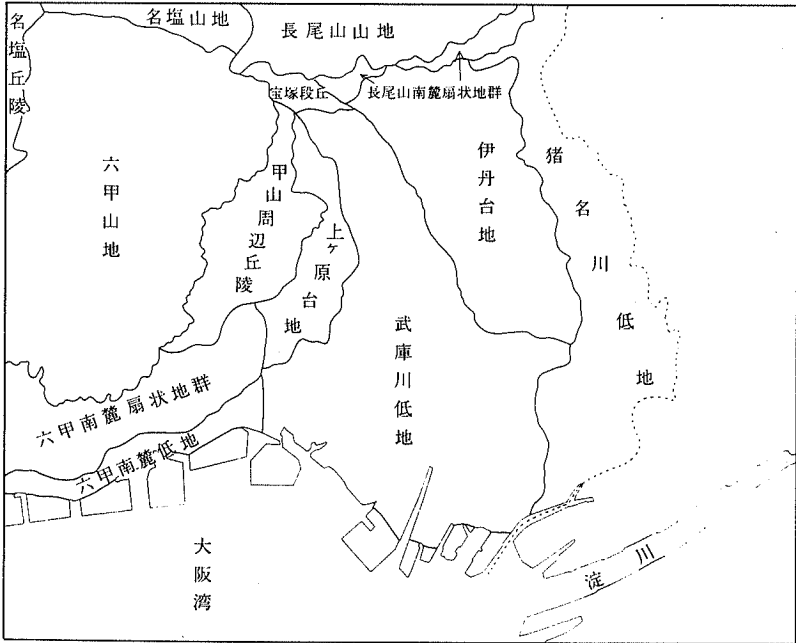 名塩山地
長尾山山地
名塩丘陵
宝塚段丘
長尾山南麓扇状地群
六甲山地
甲山周辺丘陵
上ヶ原台地
伊丹台地
猪名川低地
武庫川低地
六甲南麓扇状地群
六甲南麓低地
大阪湾
淀川